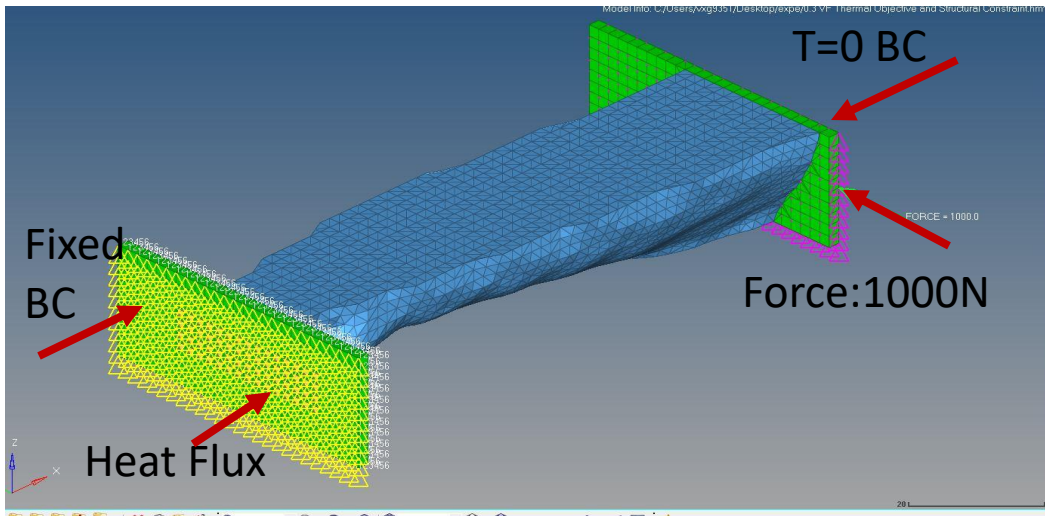 Model Info: C:/Users/vxg9351/Desktop/expe/0.3 VF Thermal Objective and Structural Constraint.hm
T=0 BC
FORCE = 1000.0
Fixed
BC
Force:1000N
Heat Flux
Z
X
20